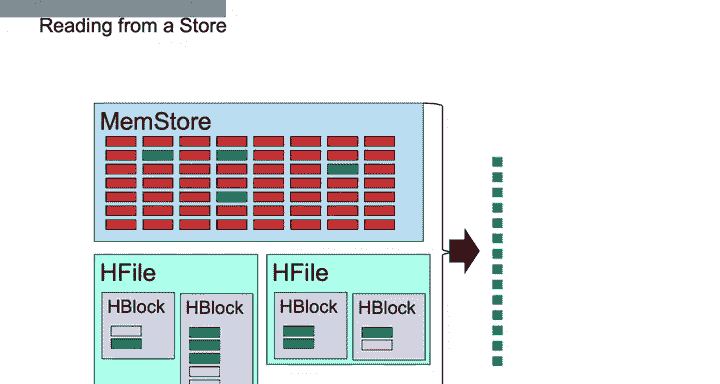 Reading from a Store
MemStore
HFile
HFile
HBlock
HBlock
HBlock
HBlock